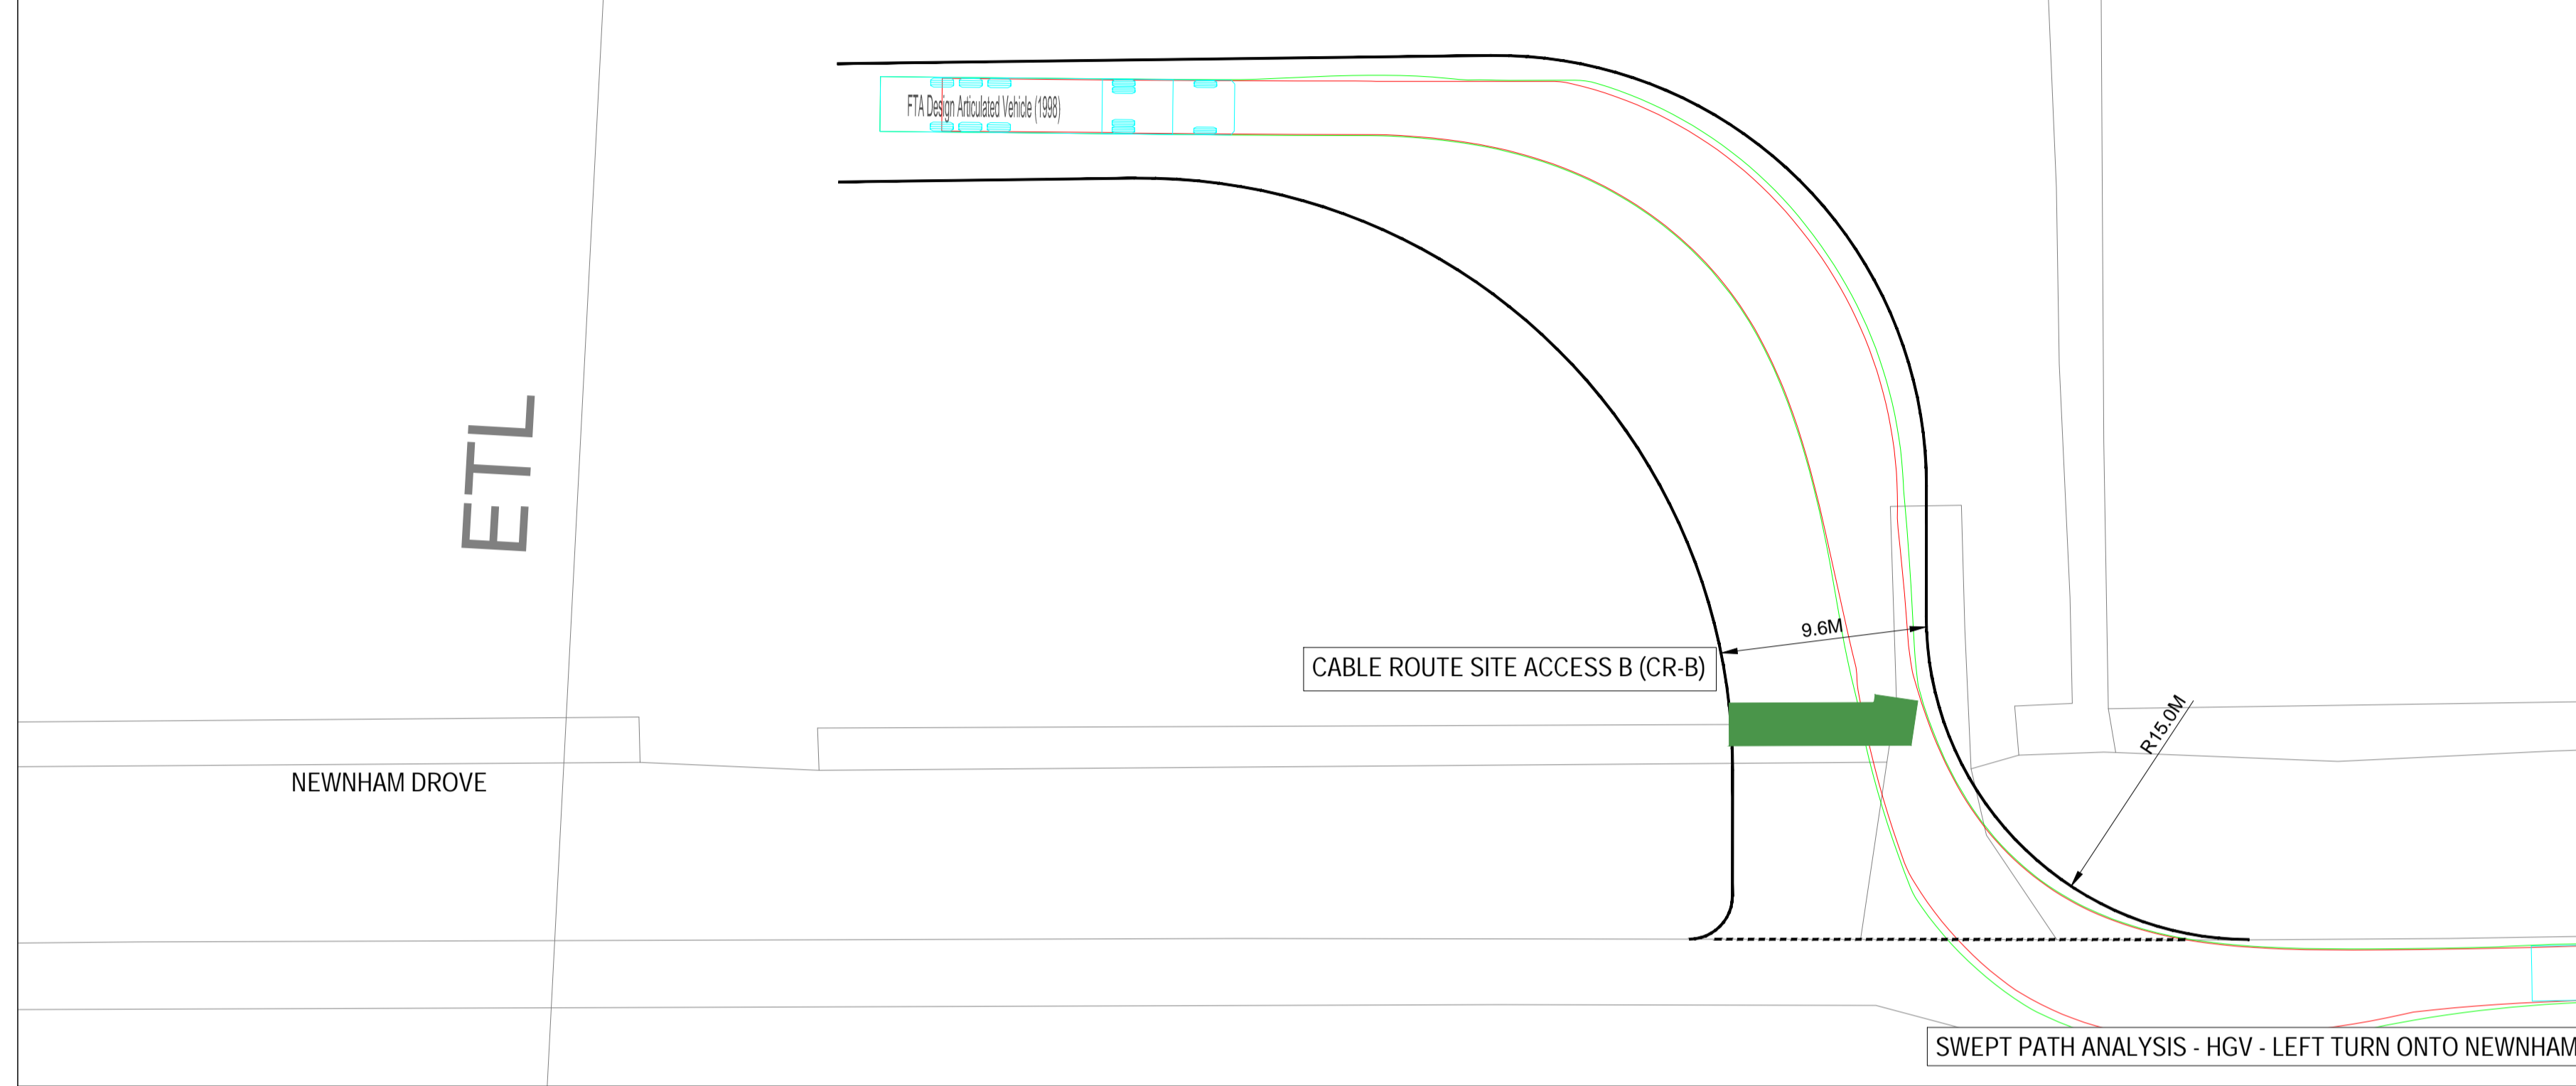 FTA Design Articulated Vehicle (1998)
ETL
9.6M
CABLE ROUTE SITE ACCESS B (CR-B)
R15.0M
NEWNHAM DROVE
SWEPT PATH ANALYSIS - HGV - LEFT TURN ONTO NEWNHAM